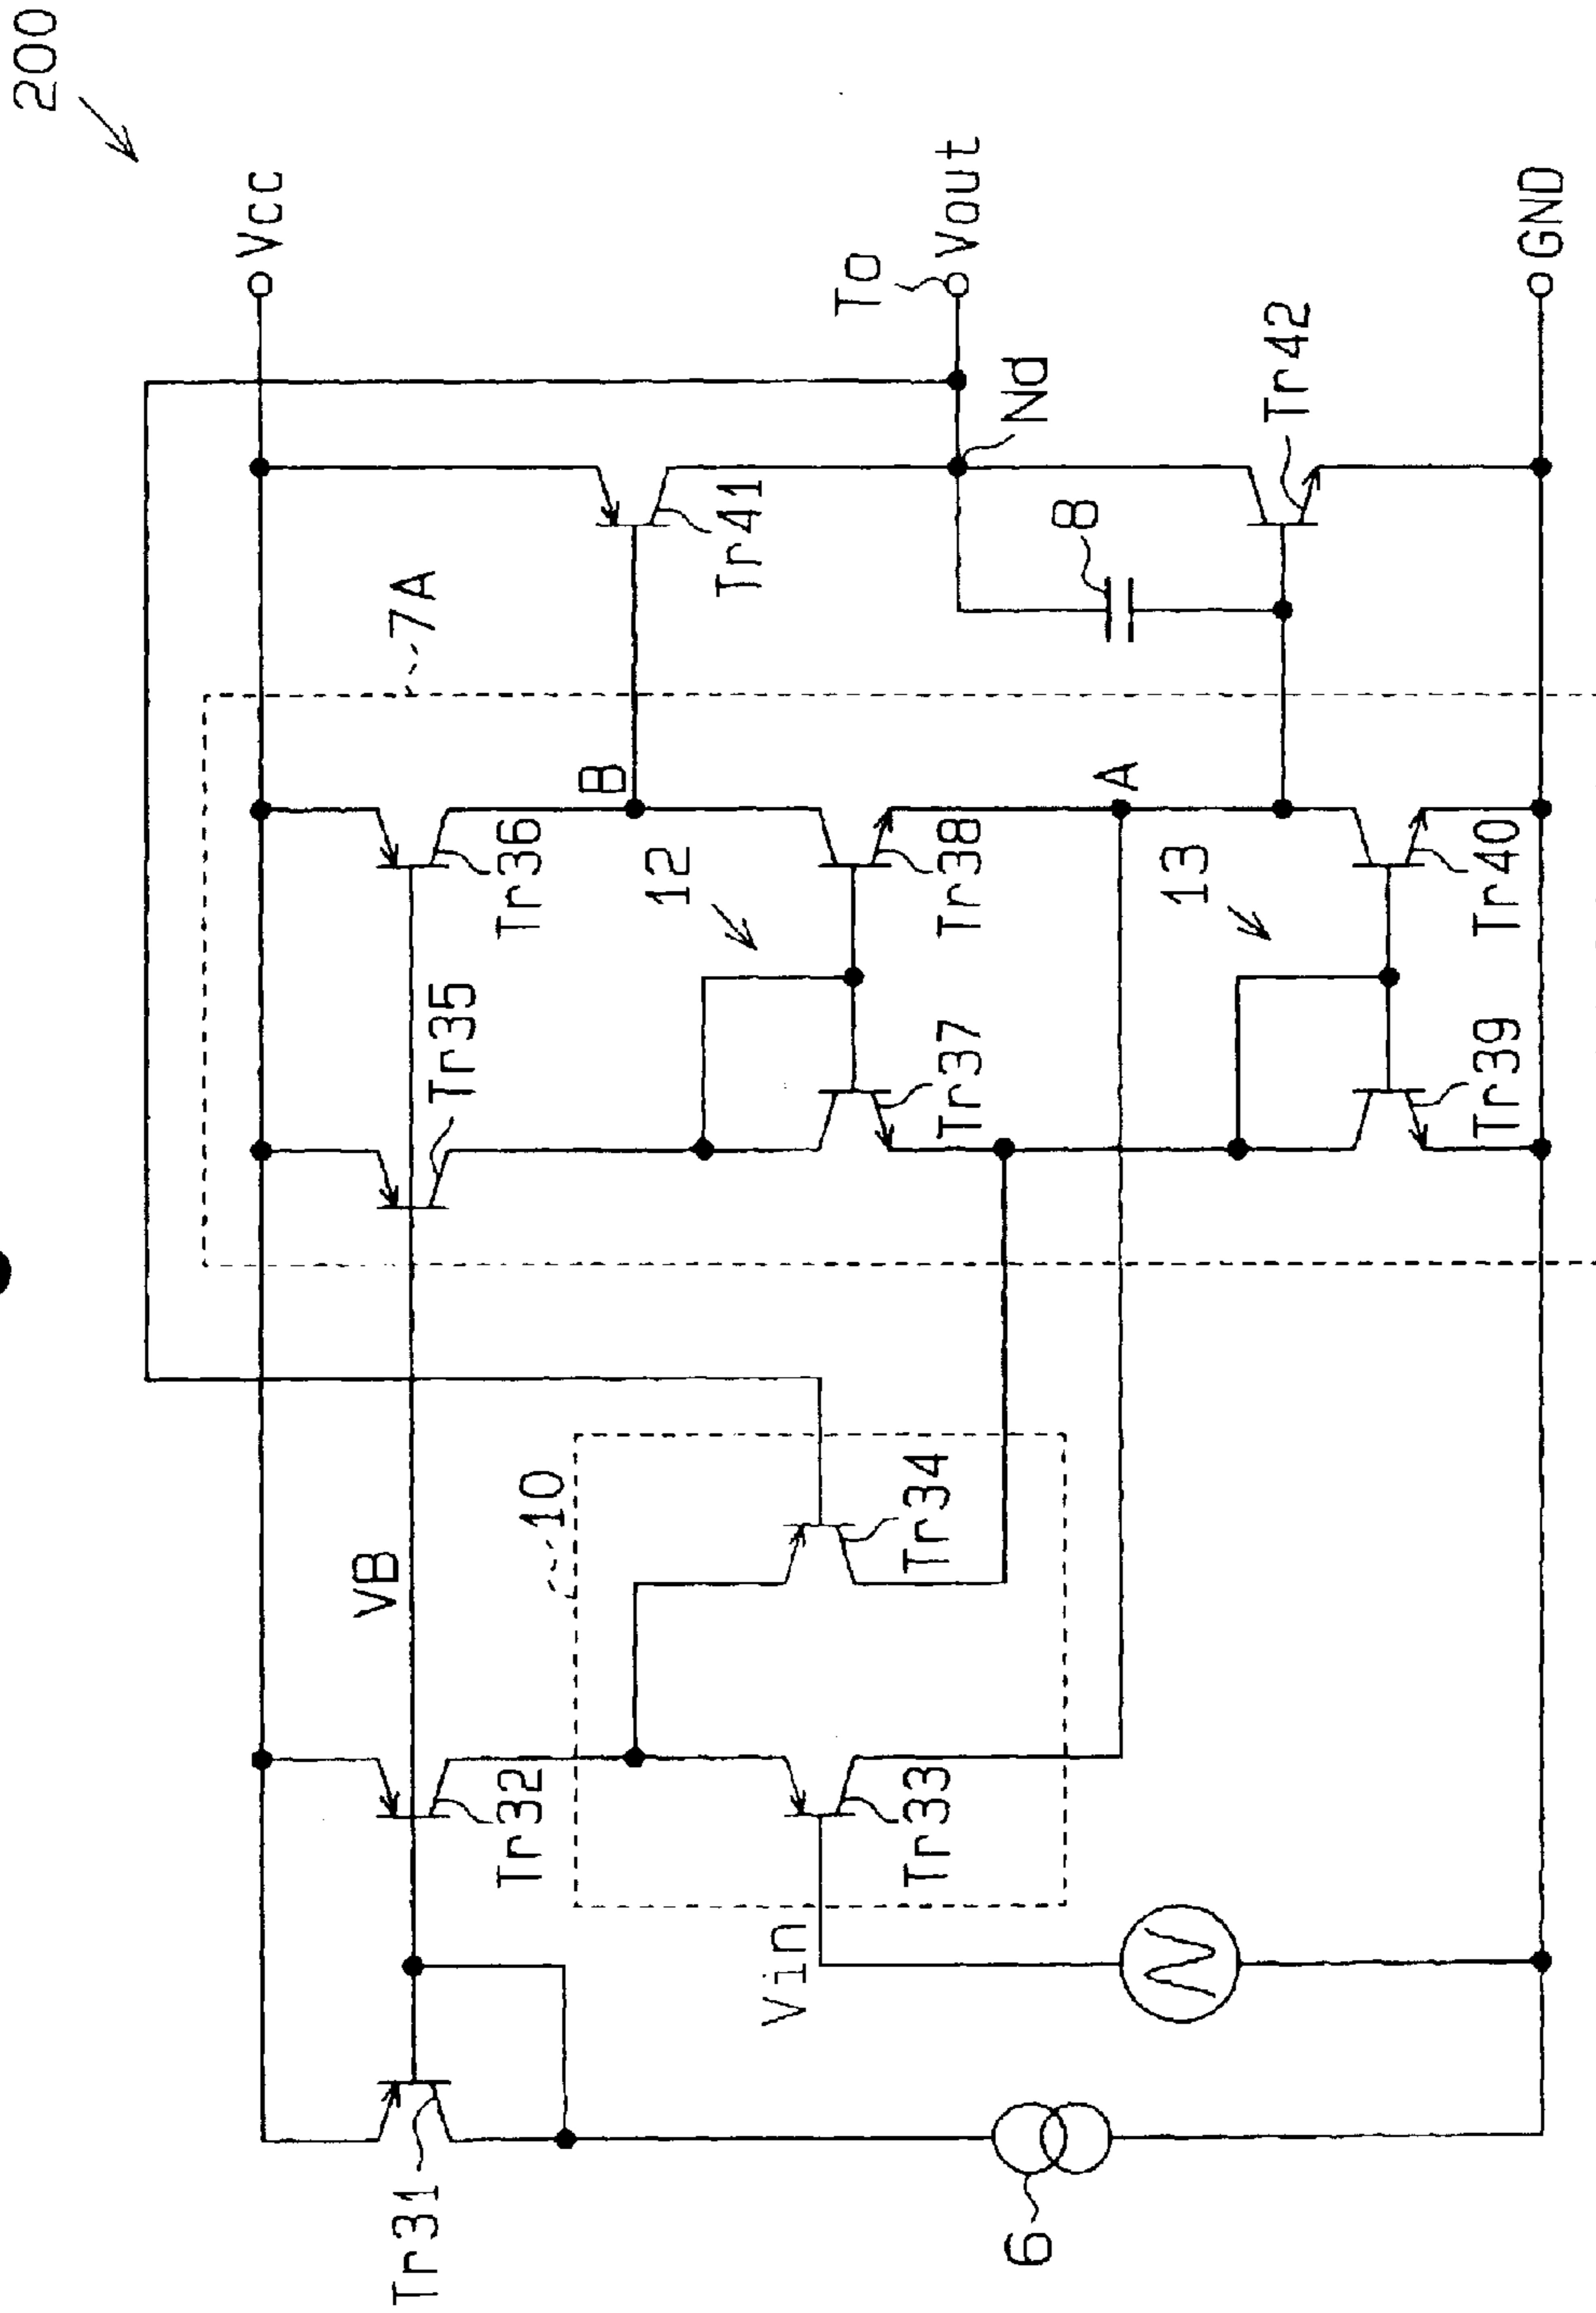 200
Vcc
7A
To
Vout
Nd
Tr41
8
Tr42
GND
B
Tr36
12
Tr38
A
13
Tr40
Tr35
Tr37
Tr39
VB
10
Tr34
Tr32
Tr33
Vin
Tr31
6